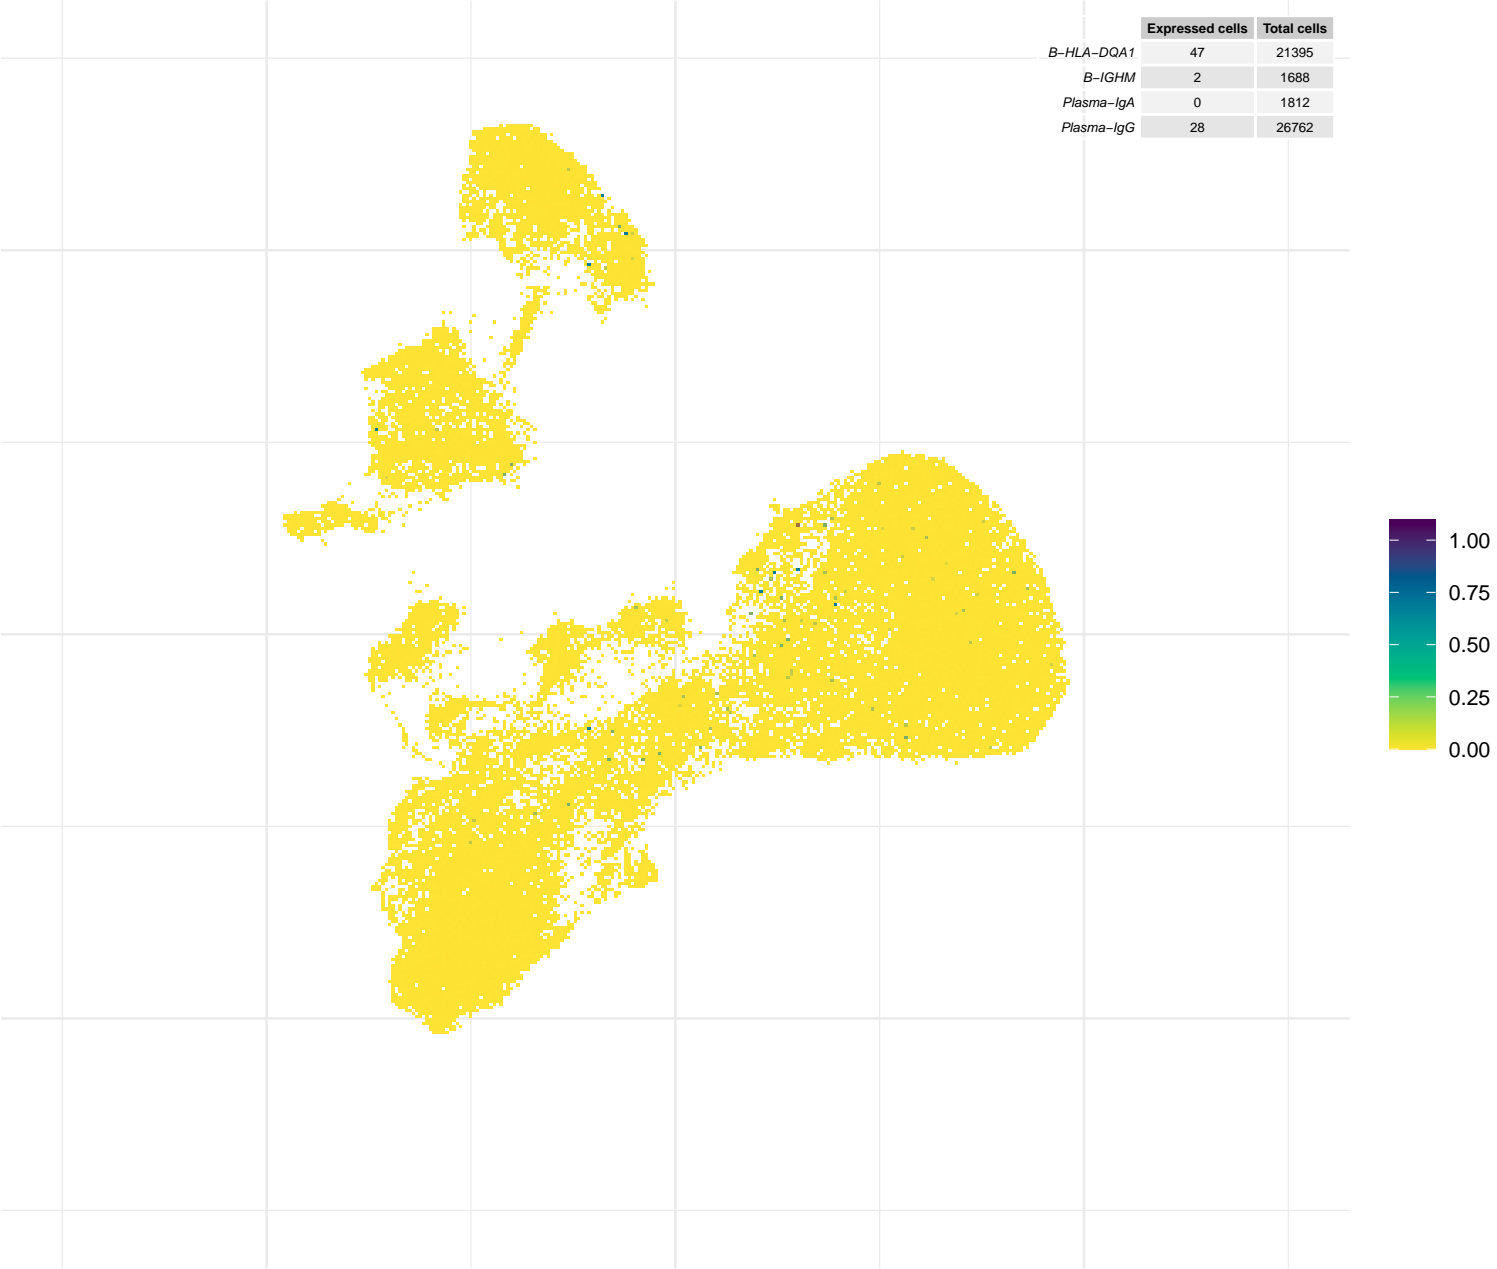 Expressed cells Total cells
B−HLA−DQA1 47 21395
B−IGHM 2 1688
Plasma−IgA 0 1812
Plasma−IgG 28 26762
1.00
0.75
0.50
0.25
0.00